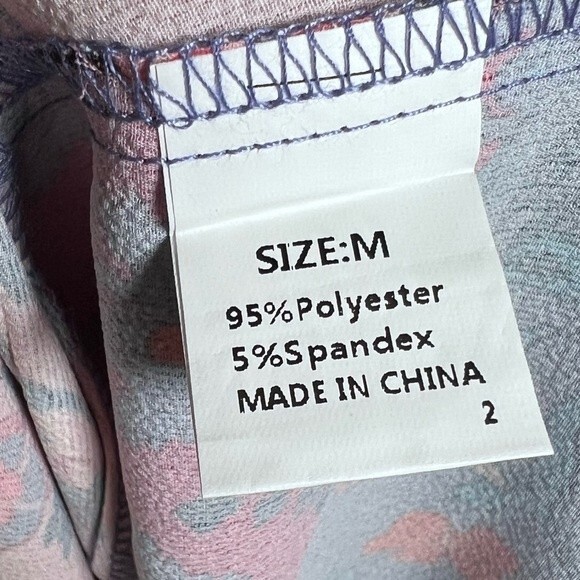 SIZE:M
95%Polyester
5%Spandex
MADE IN CHINA
2